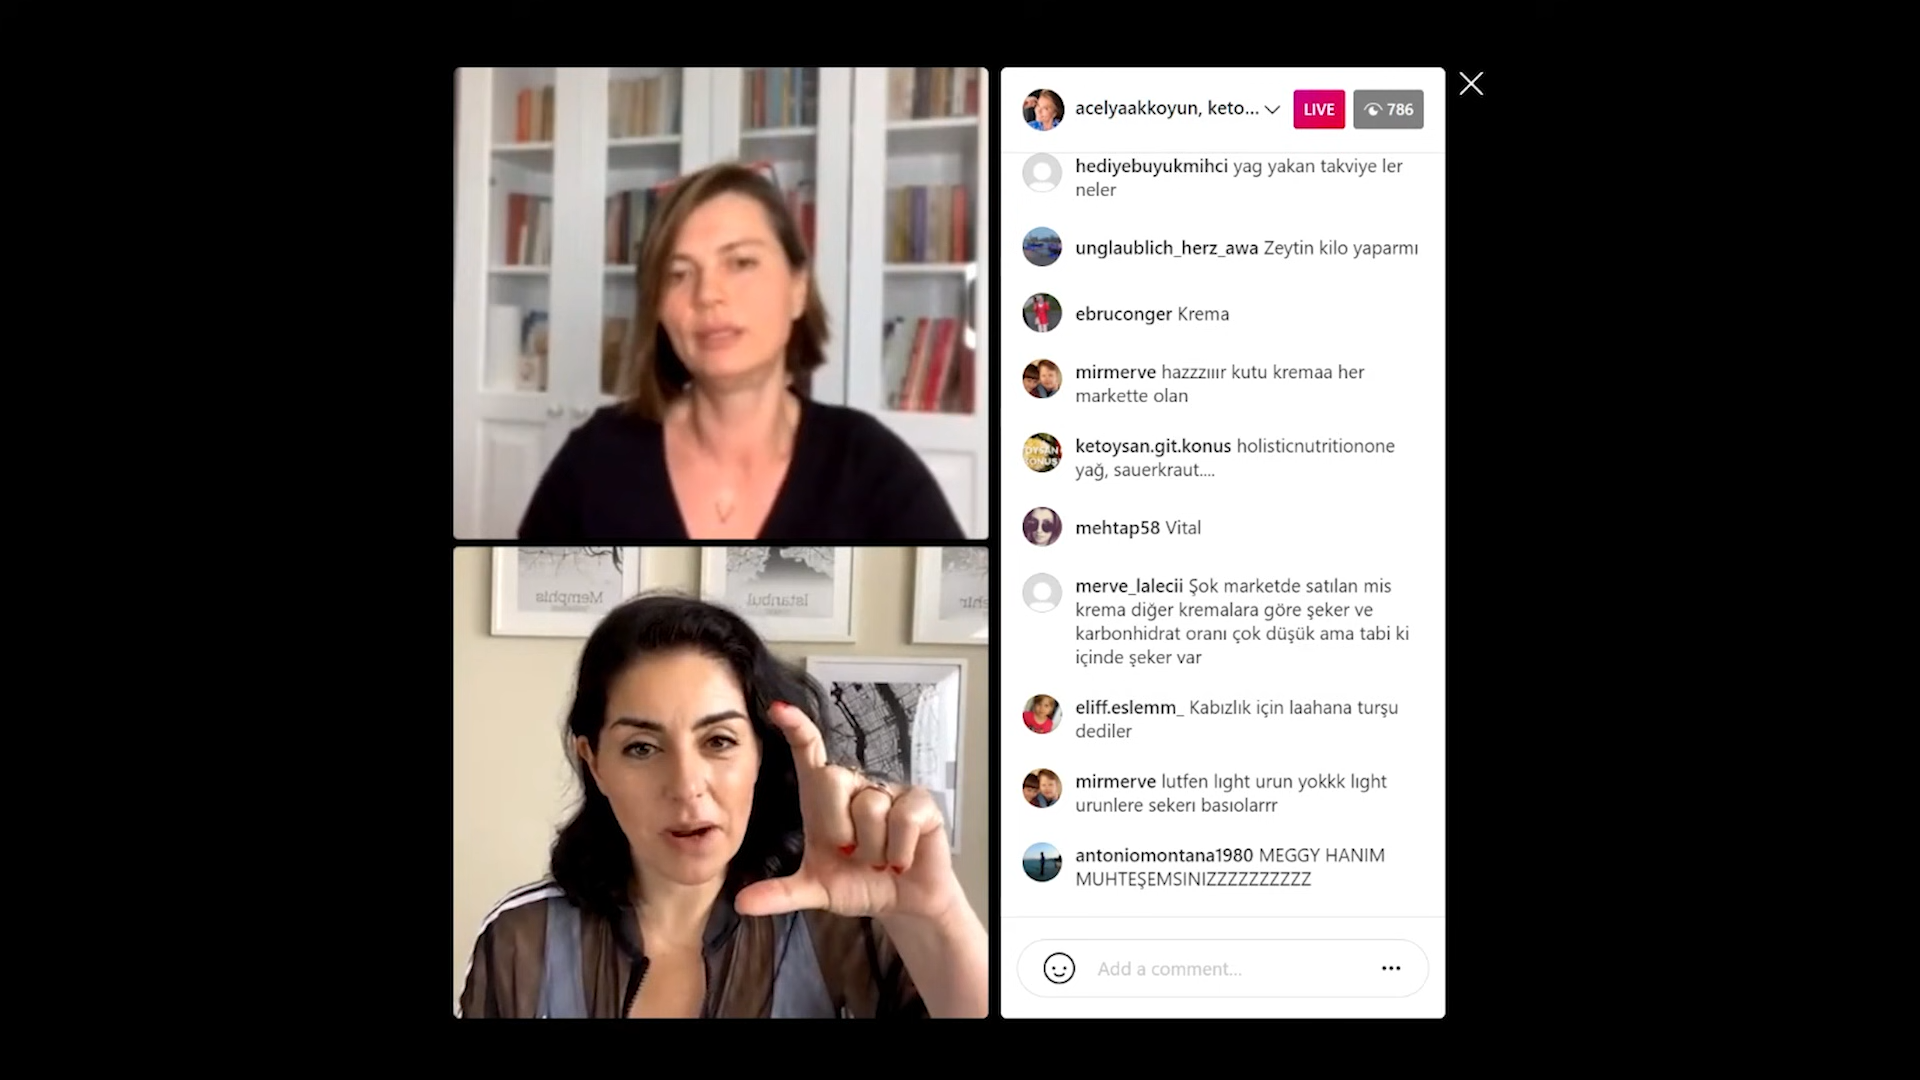 acelyaakkoyun, keto...
LIVE
786
hediyebuyukmihci yag yakan takviye ler
neler
unglaublich_herz_awa Zeytin kilo yaparmı
ebruconger Krema
mirmerve hazzzıııır kutu kremaa her
markette olan
ketoysan.git.konus holisticnutritionone
yağ, sauerkraut....
mehtap58 Vital
merve_lalecii Şok marketde satılan mis
krema diğer kremalara göre şeker ve
karbonhidrat oranı çok düşük ama tabi ki
içinde şeker var
eliff.eslemm_ Kabızlık için laahana turşu
dediler
mirmerve lutfen lıght urun yokkk lıght
urunlere sekerı basıolarrr
antoniomontana1980 MEGGY HANIM
MUHTEŞEMSINIZZZZZZZZZZ
Add a comment...
Memphis
Istanbul